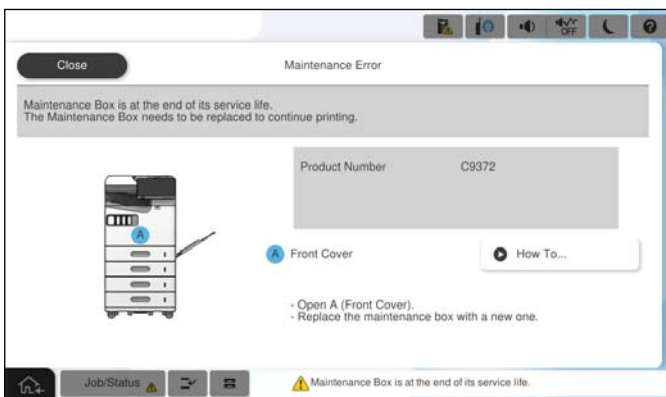 OFF
Close
Maintenance Error
Maintenance Box is at the end of its service life.
The Maintenance Box needs to be replaced to continue printing.
Product Number C9372
A
A Front Cover
How To...
- Open A (Front Cover).
- Replace the maintenance box with a new one.
Job/Status
Maintenance Box is at the end of its service life.